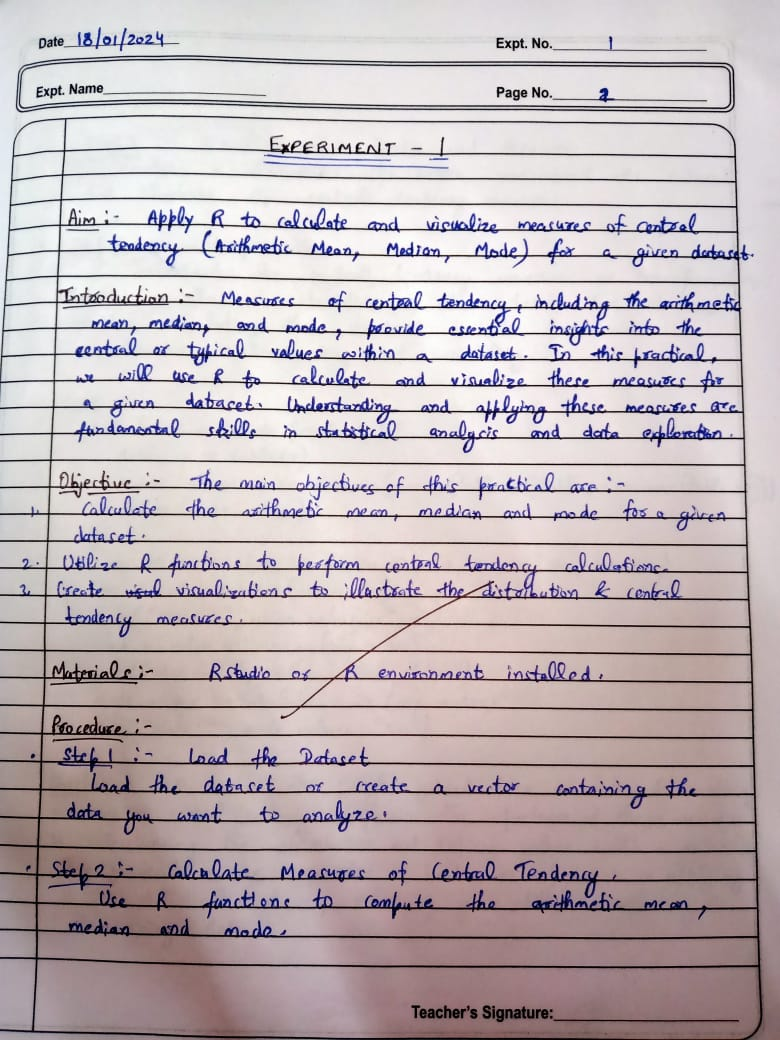 Date 18/01/2024 Expt. No. 1
Expt. Name Page No. 2
EXPERIMENT - 1
Aim :- Apply R to calculate and visualize measures of central
tendency (Arithmetic Mean, Median, Mode) for a given dataset.
Introduction :- Measures of central tendency, including the arithmetic
mean, median, and mode, provide essential insights into the
central or typical values within a dataset. In this practical,
we will use R to calculate and visualize these measures for
a given dataset. Understanding and applying these measures are
fundamental skills in statistical analysis and data exploration.
Objective :- The main objectives of this practical are :-
1. Calculate the arithmetic mean, median and mode for a given
dataset.
2. Utilize R functions to perform central tendency calculations.
3. Create visualizations to illustrate the distribution & central
tendency measures.
Materials :- R studio or R environment installed.
Procedure :-
• Step 1 :- Load the Dataset
Load the dataset or create a vector containing the
data you want to analyze.
• Step 2 :- Calculate Measures of Central Tendency.
Use R functions to compute the arithmetic mean,
median and mode.
Teacher's Signature: